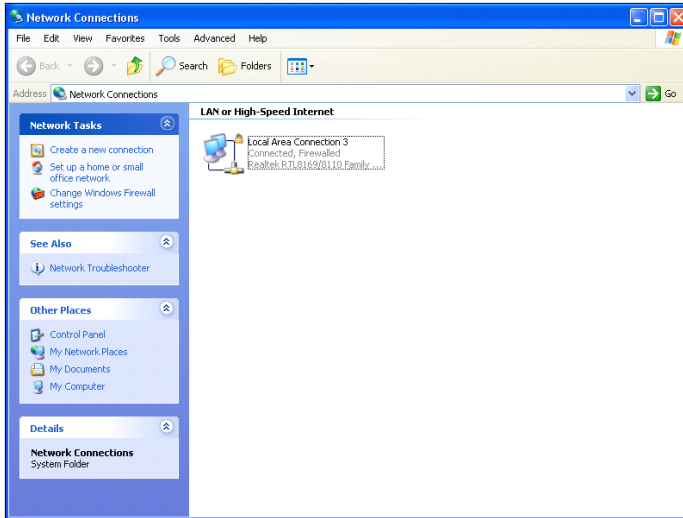 Network Connections
File Edit View Favorites Tools Advanced Help
Back Search Folders
Address Network Connections Go
Network Tasks
Create a new connection
Set up a home or small
office network
Change Windows Firewall
settings
See Also
Network Troubleshooter
Other Places
Control Panel
My Network Places
My Documents
My Computer
Details
Network Connections
System Folder
LAN or High-Speed Internet
Local Area Connection 3
Connected, Firewalled
Realtek RTL8169/8110 Family ....